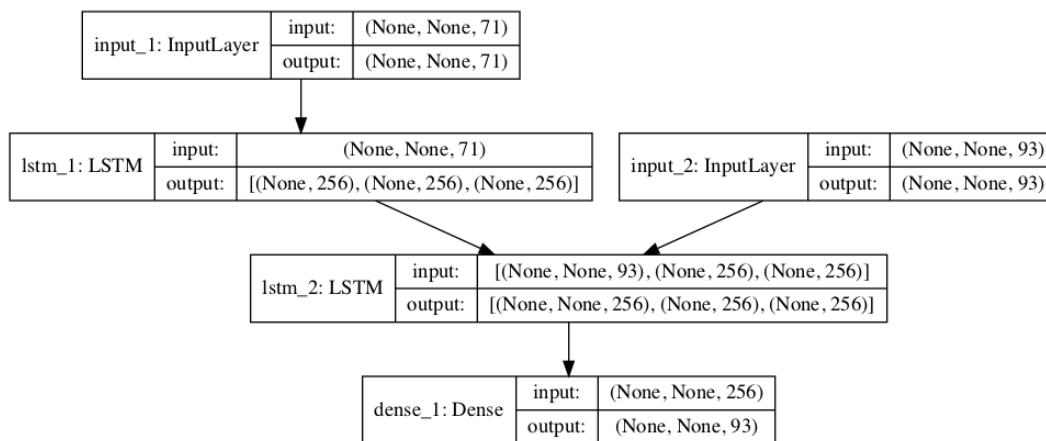 input_1: InputLayer
input: (None, None, 71)
output: (None, None, 71)
lstm_1: LSTM
input: (None, None, 71)
output: [(None, 256), (None, 256), (None, 256)]
input_2: InputLayer
input: (None, None, 93)
output: (None, None, 93)
lstm_2: LSTM
input: [(None, None, 93), (None, 256), (None, 256)]
output: [(None, None, 256), (None, 256), (None, 256)]
dense_1: Dense
input: (None, None, 256)
output: (None, None, 93)